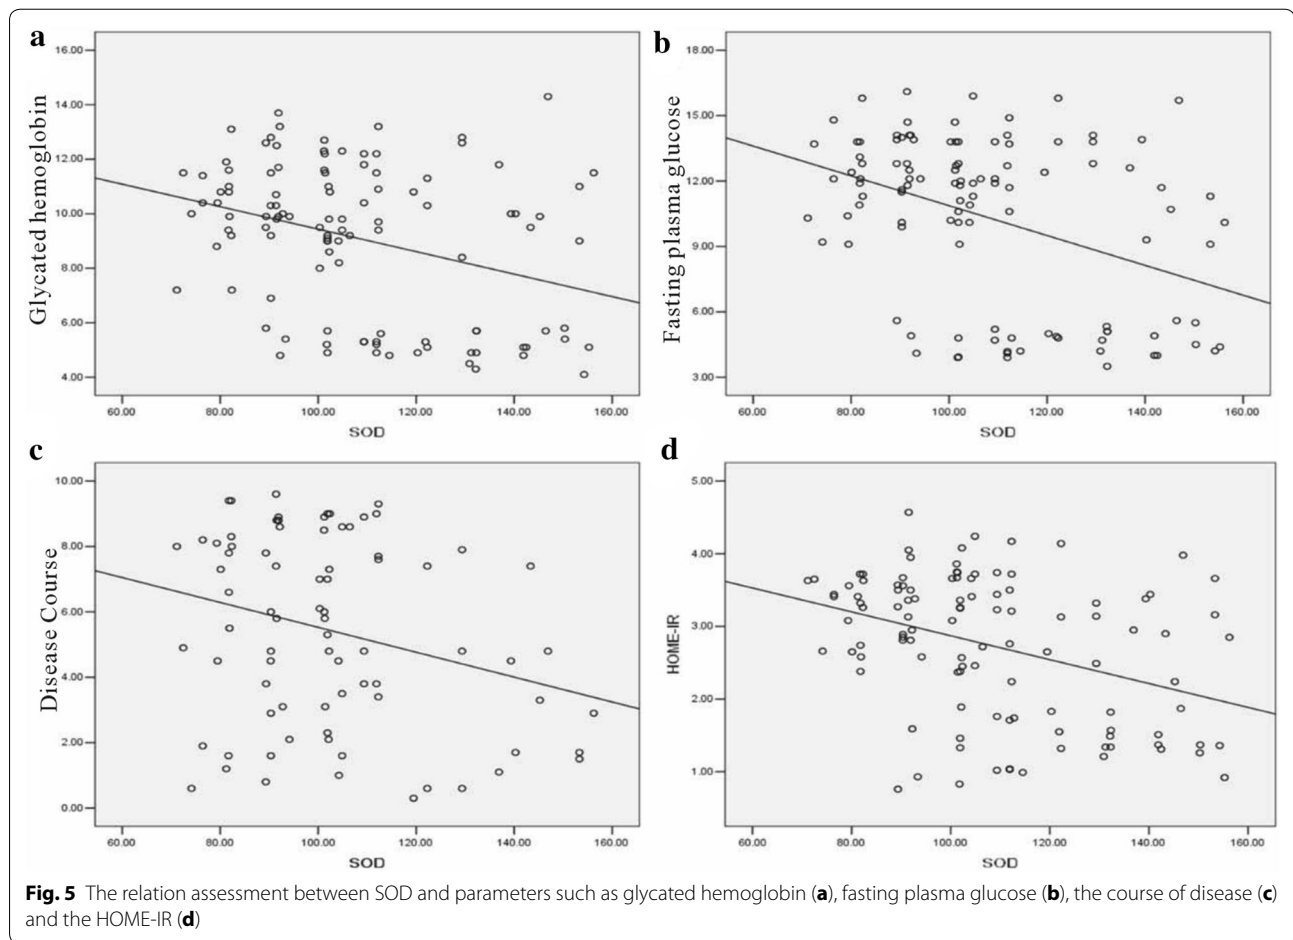 a
16.00
14.00
12.00
10.00
8.00
6.00
4.00
Glycated hemoglobin
60.00 80.00 100.00 120.00 140.00 160.00
SOD
b
18.00
15.00
12.00
9.00
6.00
3.00
Fasting plasma glucose
60.00 80.00 100.00 120.00 140.00 160.00
SOD
c
10.00
8.00
6.00
4.00
2.00
0.00
Disease Course
60.00 80.00 100.00 120.00 140.00 160.00
SOD
d
5.00
4.00
3.00
2.00
1.00
HOME-IR
60.00 80.00 100.00 120.00 140.00 160.00
SOD
Fig. 5 The relation assessment between SOD and parameters such as glycated hemoglobin (a), fasting plasma glucose (b), the course of disease (c)
and the HOME-IR (d)